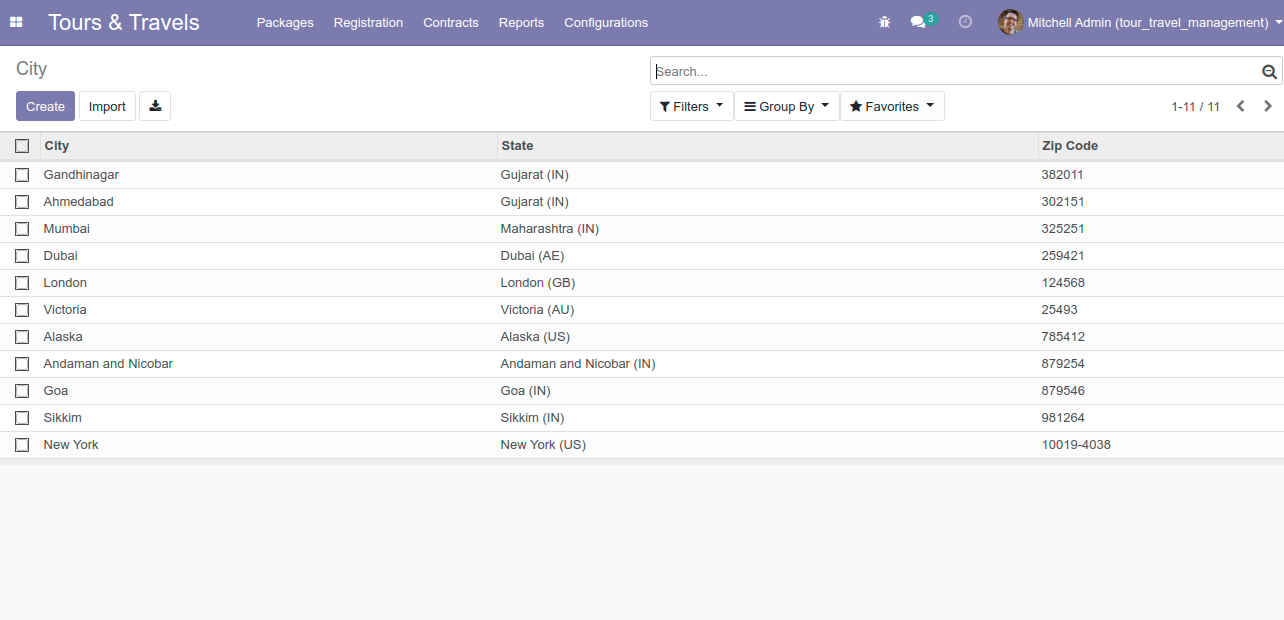 Tours & Travels Packages Registration Contracts Reports Configurations 3 Mitchell Admin (tour_travel_management)
City Search...
Create Import Filters Group By Favorites 1-11 / 11
City State Zip Code
Gandhinagar Gujarat (IN) 382011
Ahmedabad Gujarat (IN) 302151
Mumbai Maharashtra (IN) 325251
Dubai Dubai (AE) 259421
London London (GB) 124568
Victoria Victoria (AU) 25493
Alaska Alaska (US) 785412
Andaman and Nicobar Andaman and Nicobar (IN) 879254
Goa Goa (IN) 879546
Sikkim Sikkim (IN) 981264
New York New York (US) 10019-4038